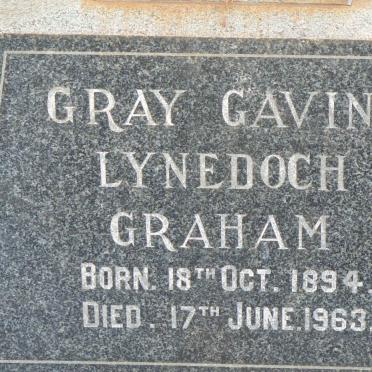 GRAY GAVIN
LYNEDOCH
GRAHAM
BORN. 18TH OCT. 1894.
DIED. 17TH JUNE.1963.